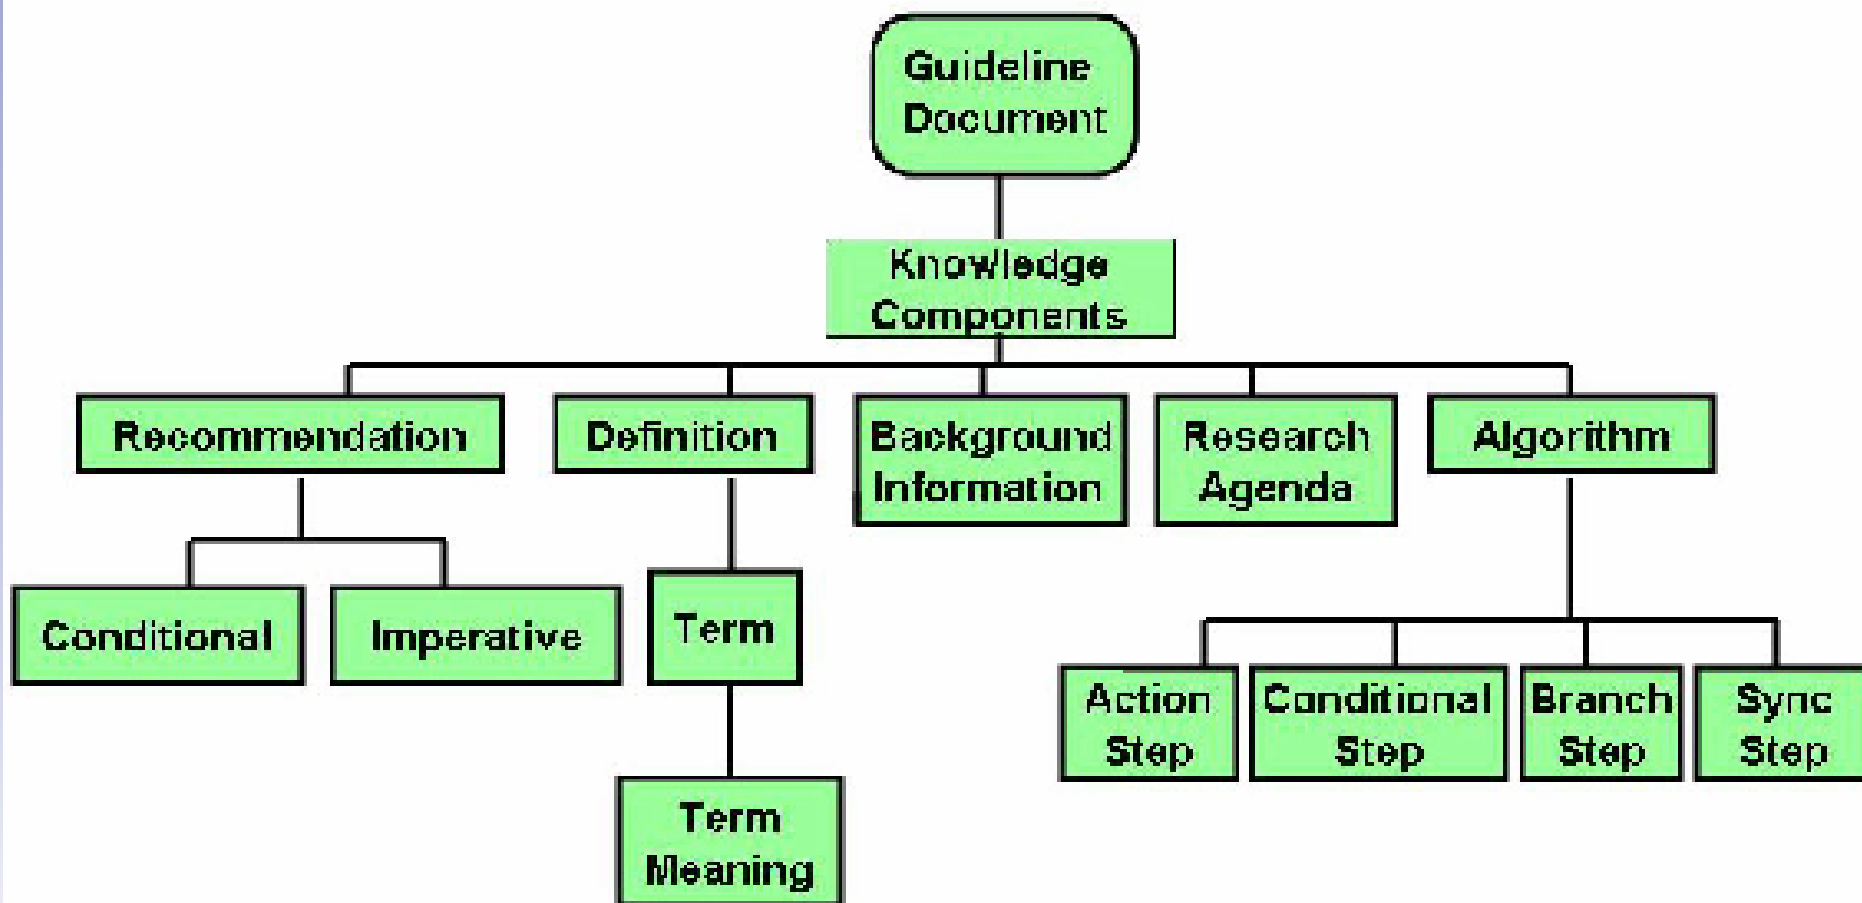 Guideline
Document
Knowledge
Components
Recommendation
Definition
Background
Information
Research
Agenda
Algorithm
Conditional
Imperative
Term
Term
Meaning
Action
Step
Conditional
Step
Branch
Step
Sync
Step